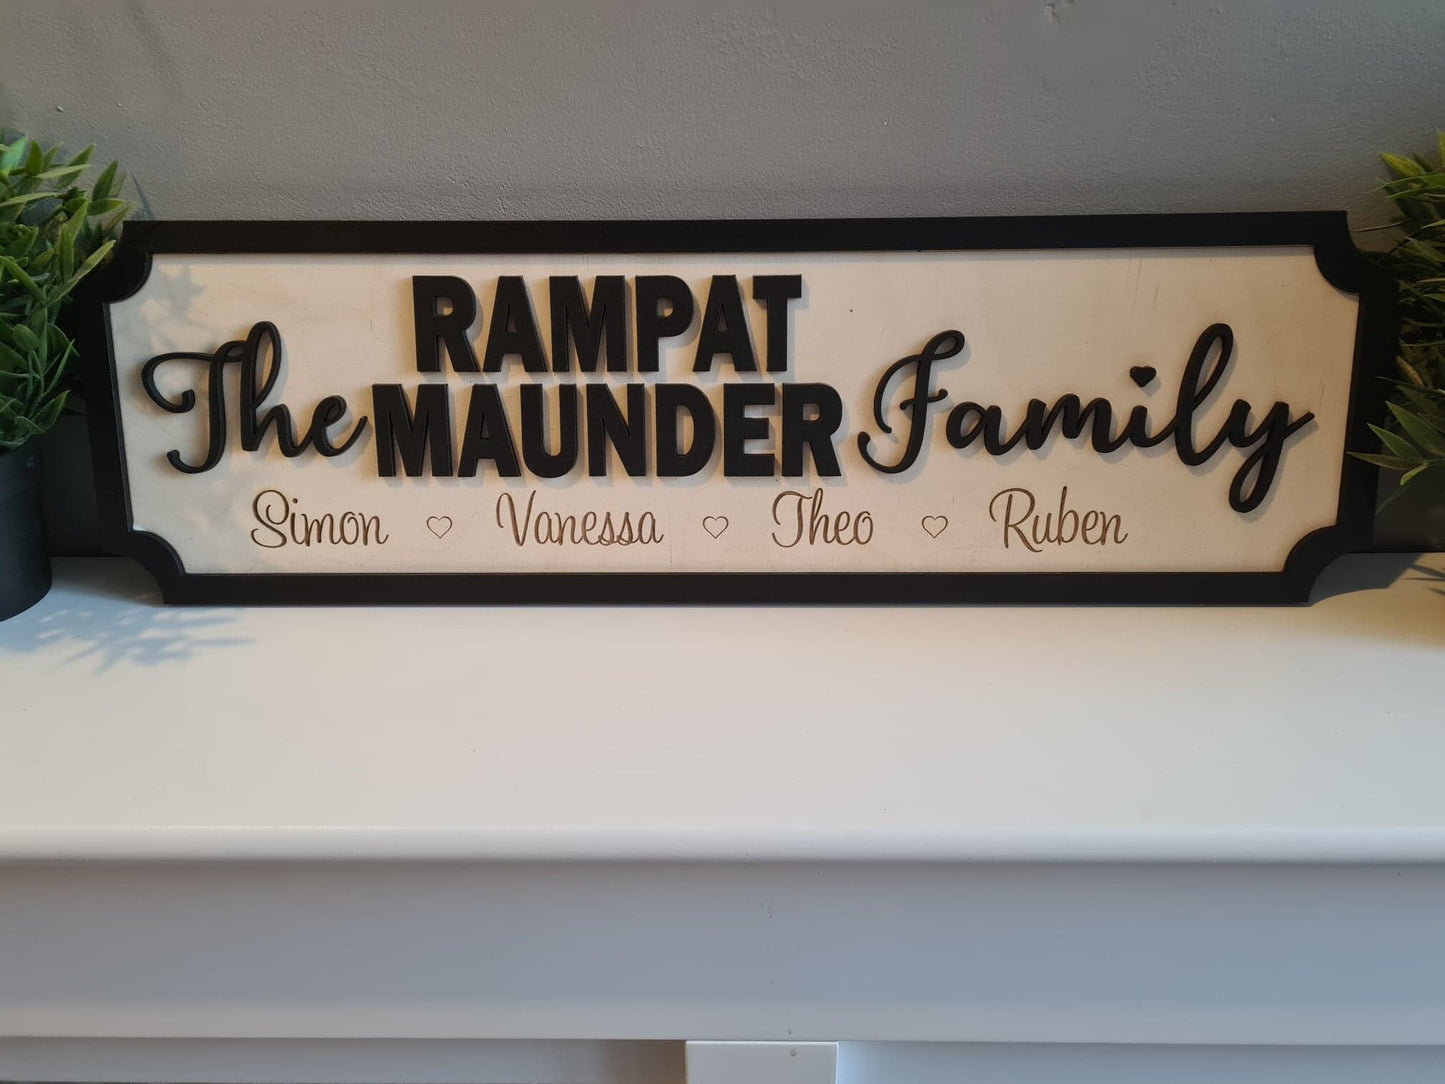 The RAMPAT MAUNDER Family
Simon ♡ Vanessa ♡ Theo ♡ Ruben